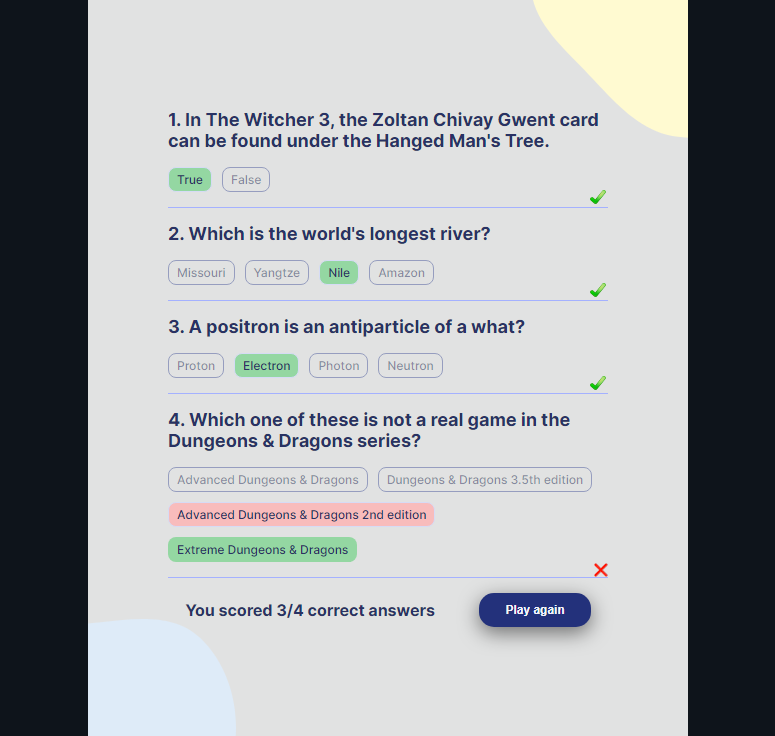 1. In The Witcher 3, the Zoltan Chivay Gwent card
can be found under the Hanged Man's Tree.
True False
2. Which is the world's longest river?
Missouri Yangtze Nile Amazon
3. A positron is an antiparticle of a what?
Proton Electron Photon Neutron
4. Which one of these is not a real game in the
Dungeons & Dragons series?
Advanced Dungeons & Dragons Dungeons & Dragons 3.5th edition
Advanced Dungeons & Dragons 2nd edition
Extreme Dungeons & Dragons
You scored 3/4 correct answers Play again